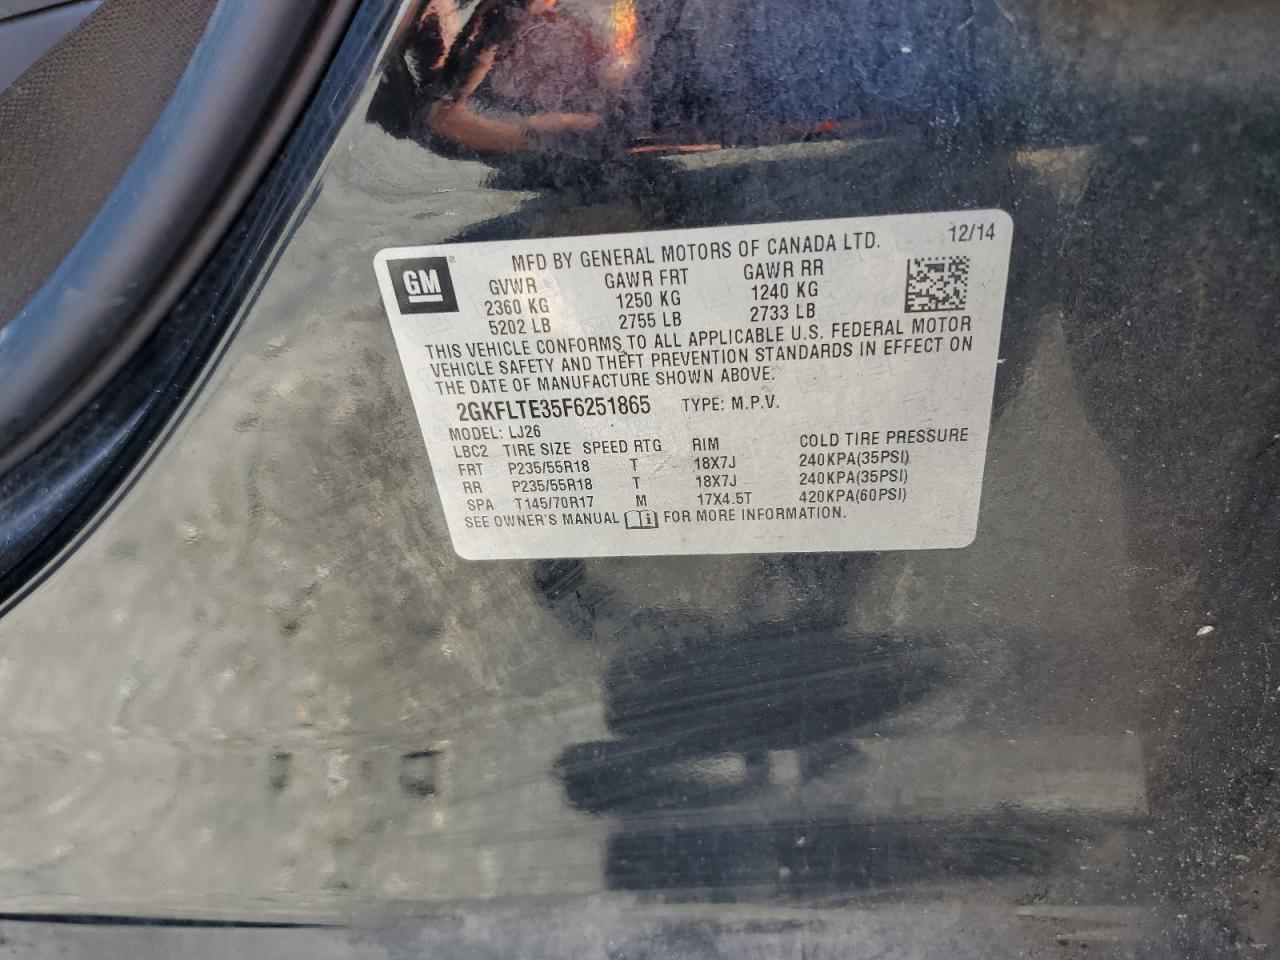 GM ®
MFD BY GENERAL MOTORS OF CANADA LTD. 12/14
GVWR GAWR FRT GAWR RR
2360 KG 1250 KG 1240 KG
5202 LB 2755 LB 2733 LB
THIS VEHICLE CONFORMS TO ALL APPLICABLE U.S. FEDERAL MOTOR
VEHICLE SAFETY AND THEFT PREVENTION STANDARDS IN EFFECT ON
THE DATE OF MANUFACTURE SHOWN ABOVE.
2GKFLTE35F6251865 TYPE: M.P.V.
MODEL: LJ26
LBC2 TIRE SIZE SPEED RTG RIM COLD TIRE PRESSURE
FRT P235/55R18 T 18X7J 240KPA(35PSI)
RR P235/55R18 T 18X7J 240KPA(35PSI)
SPA T145/70R17 M 17X4.5T 420KPA(60PSI)
SEE OWNER'S MANUAL i FOR MORE INFORMATION.